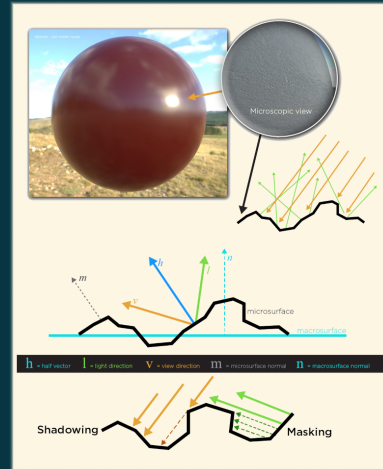 Microscopic view
n
h
l
m
v
microsurface
macrosurface
h = half vector l = light direction v = view direction m = microsurface normal n = macrosurface normal
Shadowing
Masking